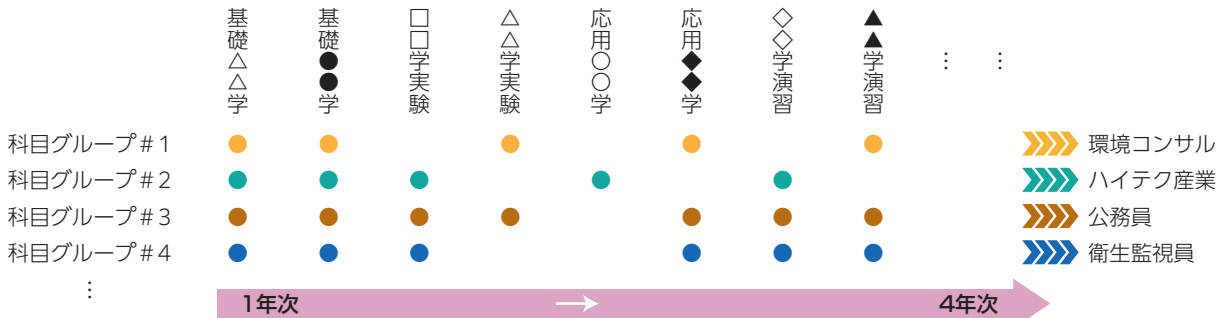 基礎△△学
基礎●●学
□□学実験
△△学実験
応用○○学
応用◆◆学
◇◇学演習
▲▲学演習
⋮
⋮
科目グループ＃1
環境コンサル
科目グループ＃2
ハイテク産業
科目グループ＃3
公務員
科目グループ＃4
衛生監視員
⋮
1年次 → 4年次